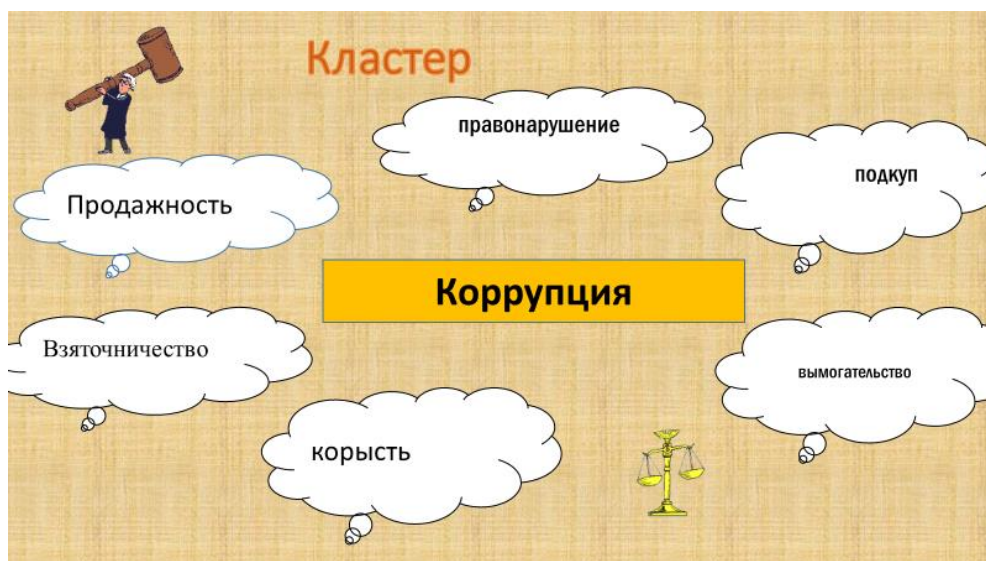 Кластер
правонарушение
подкуп
Продажность
Коррупция
Взяточничество
вымогательство
корысть